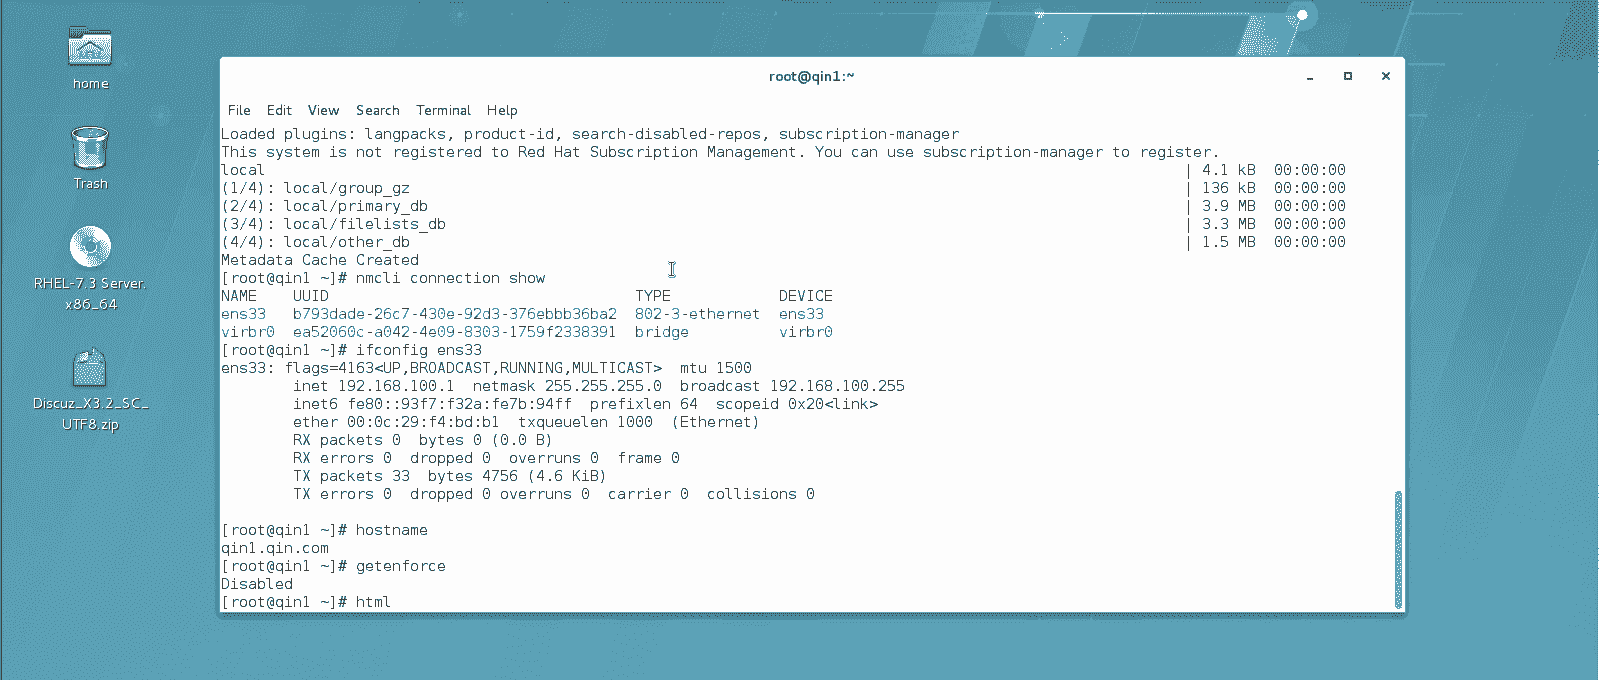 home
Trash
RHEL-7.3 Server.
x86_64
Discuz_X3.2_SC_
UTF8.zip
root@qin1:~
File Edit View Search Terminal Help
Loaded plugins: langpacks, product-id, search-disabled-repos, subscription-manager
This system is not registered to Red Hat Subscription Management. You can use subscription-manager to register.
local | 4.1 kB 00:00:00
(1/4): local/group_gz | 136 kB 00:00:00
(2/4): local/primary_db | 3.9 MB 00:00:00
(3/4): local/filelists_db | 3.3 MB 00:00:00
(4/4): local/other_db | 1.5 MB 00:00:00
Metadata Cache Created
[root@qin1 ~]# nmcli connection show
NAME UUID TYPE DEVICE
ens33 b793dade-26c7-430e-92d3-376ebbb36ba2 802-3-ethernet ens33
virbr0 ea52060c-a042-4e09-8303-1759f2338391 bridge virbr0
[root@qin1 ~]# ifconfig ens33
ens33: flags=4163<UP,BROADCAST,RUNNING,MULTICAST> mtu 1500
inet 192.168.100.1 netmask 255.255.255.0 broadcast 192.168.100.255
inet6 fe80::93f7:f32a:fe7b:94ff prefixlen 64 scopeid 0x20<link>
ether 00:0c:29:f4:bd:b1 txqueuelen 1000 (Ethernet)
RX packets 0 bytes 0 (0.0 B)
RX errors 0 dropped 0 overruns 0 frame 0
TX packets 33 bytes 4756 (4.6 KiB)
TX errors 0 dropped 0 overruns 0 carrier 0 collisions 0
[root@qin1 ~]# hostname
qin1.qin.com
[root@qin1 ~]# getenforce
Disabled
[root@qin1 ~]# html